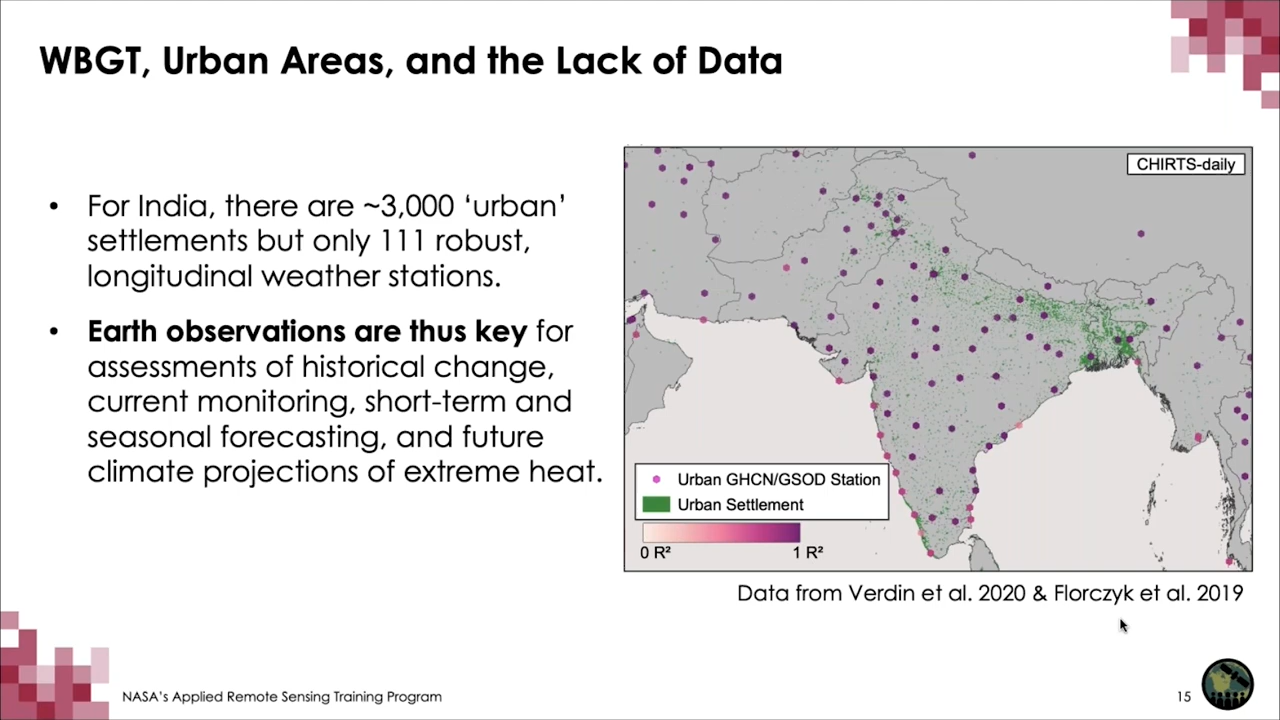 WBGT, Urban Areas, and the Lack of Data
• For India, there are ~3,000 ‘urban’
settlements but only 111 robust,
longitudinal weather stations.
• Earth observations are thus key for
assessments of historical change,
current monitoring, short-term and
seasonal forecasting, and future
climate projections of extreme heat.
CHIRTS-daily
Urban GHCN/GSOD Station
Urban Settlement
0 R² 1 R²
Data from Verdin et al. 2020 & Florczyk et al. 2019
NASA’s Applied Remote Sensing Training Program
15